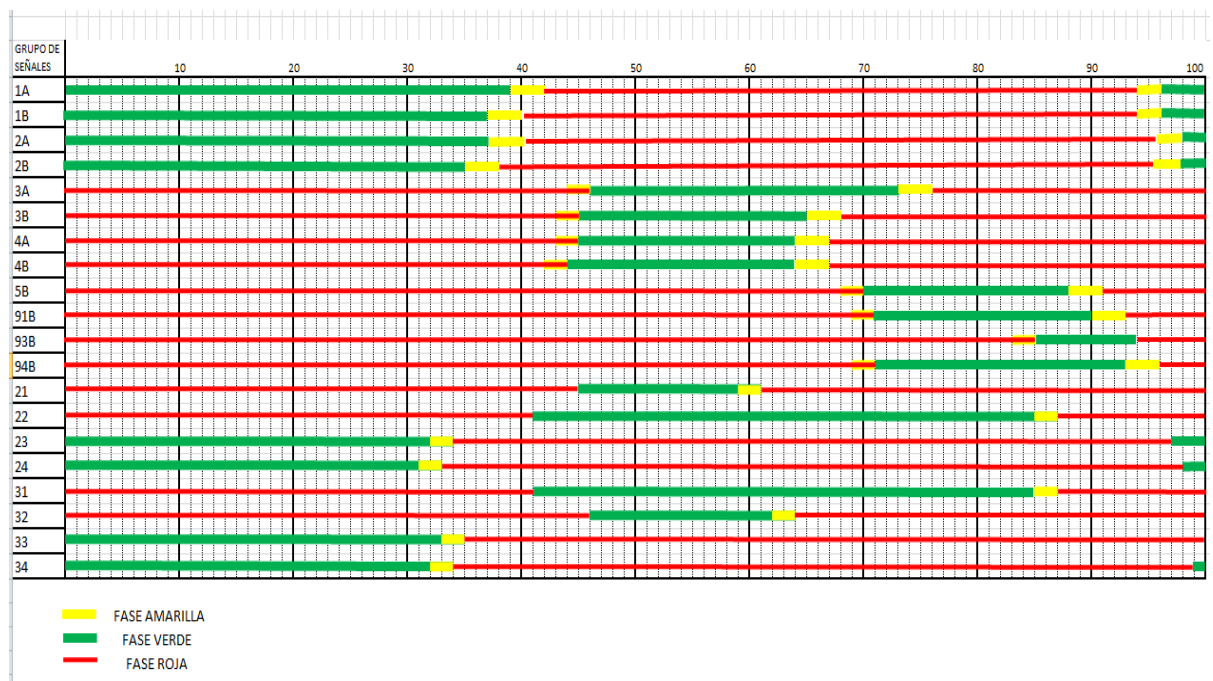 GRUPO DE
SEÑALES 10 20 30 40 50 60 70 80 90 100
1A
1B
2A
2B
3A
3B
4A
4B
5B
91B
93B
94B
21
22
23
24
31
32
33
34
FASE AMARILLA
FASE VERDE
FASE ROJA